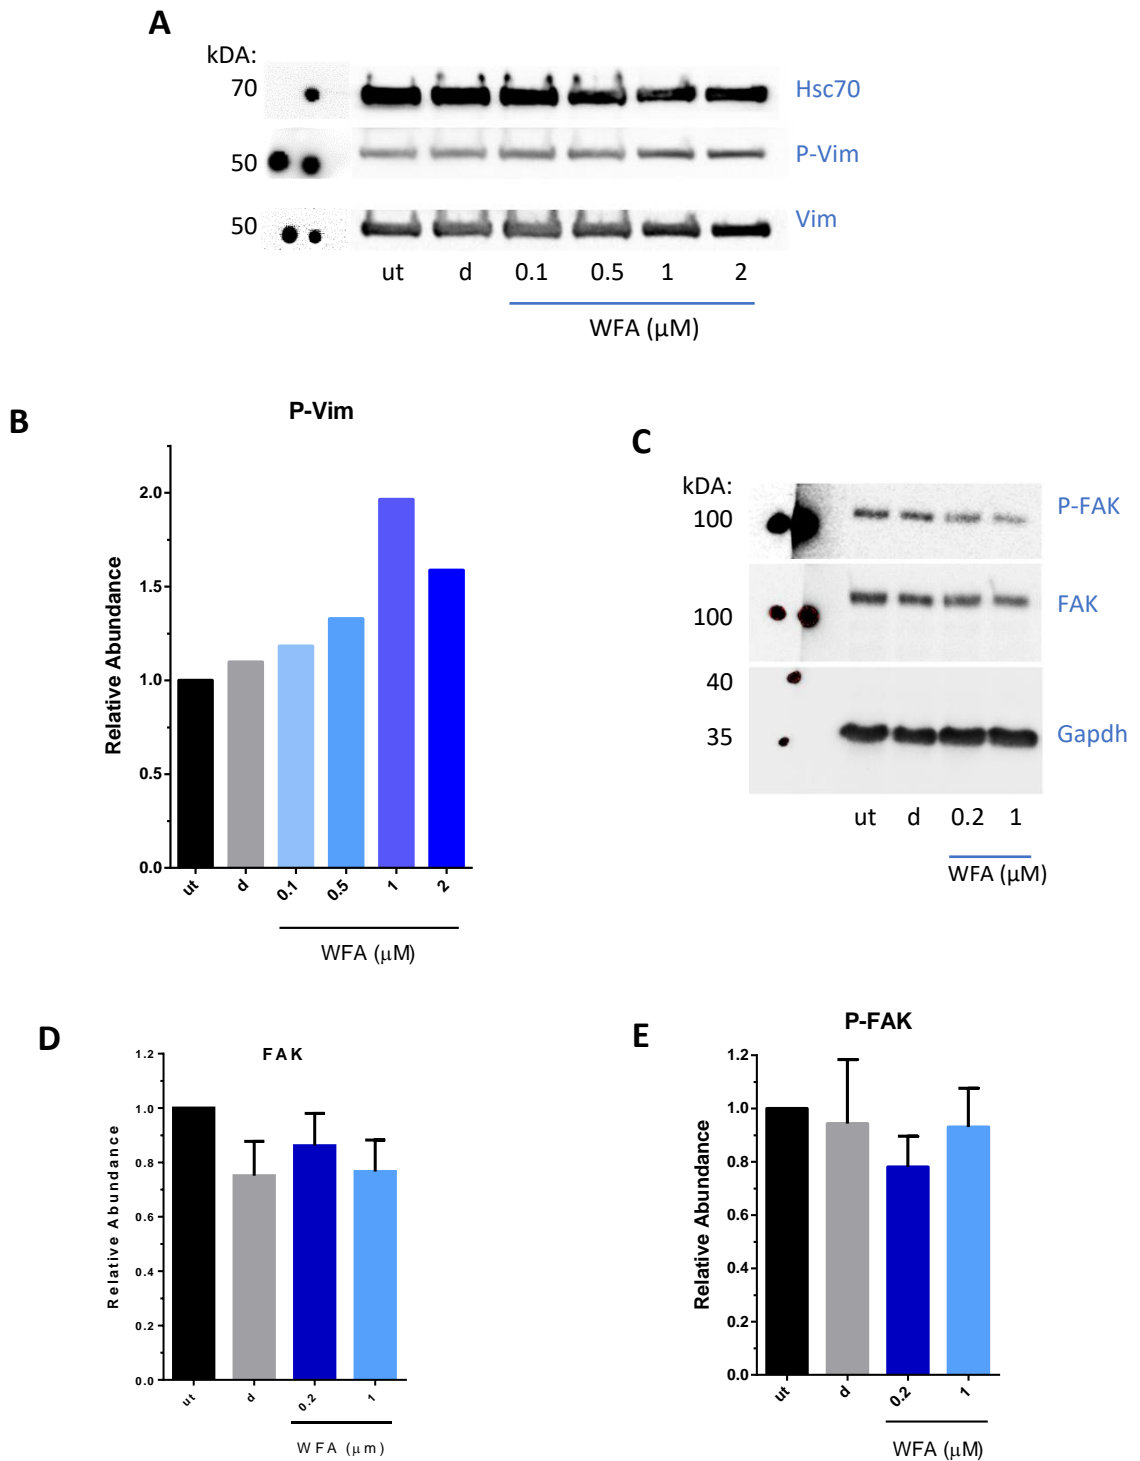 A
kDA:
70
Hsc70
50
P-Vim
50
Vim
ut d 0.1 0.5 1 2
WFA (μM)
B
P-Vim
Relative Abundance
2.0
1.5
1.0
0.5
0.0
ut d 0.1 0.5 1 2
WFA (μM)
C
kDA:
100
P-FAK
100
FAK
40
35
Gapdh
ut d 0.2 1
WFA (μM)
D
FAK
Relative Abundance
1.2
1.0
0.8
0.6
0.4
0.2
0.0
ut d 0.2 1
WFA (μm)
E
P-FAK
Relative Abundance
1.2
1.0
0.8
0.6
0.4
0.2
0.0
ut d 0.2 1
WFA (μM)